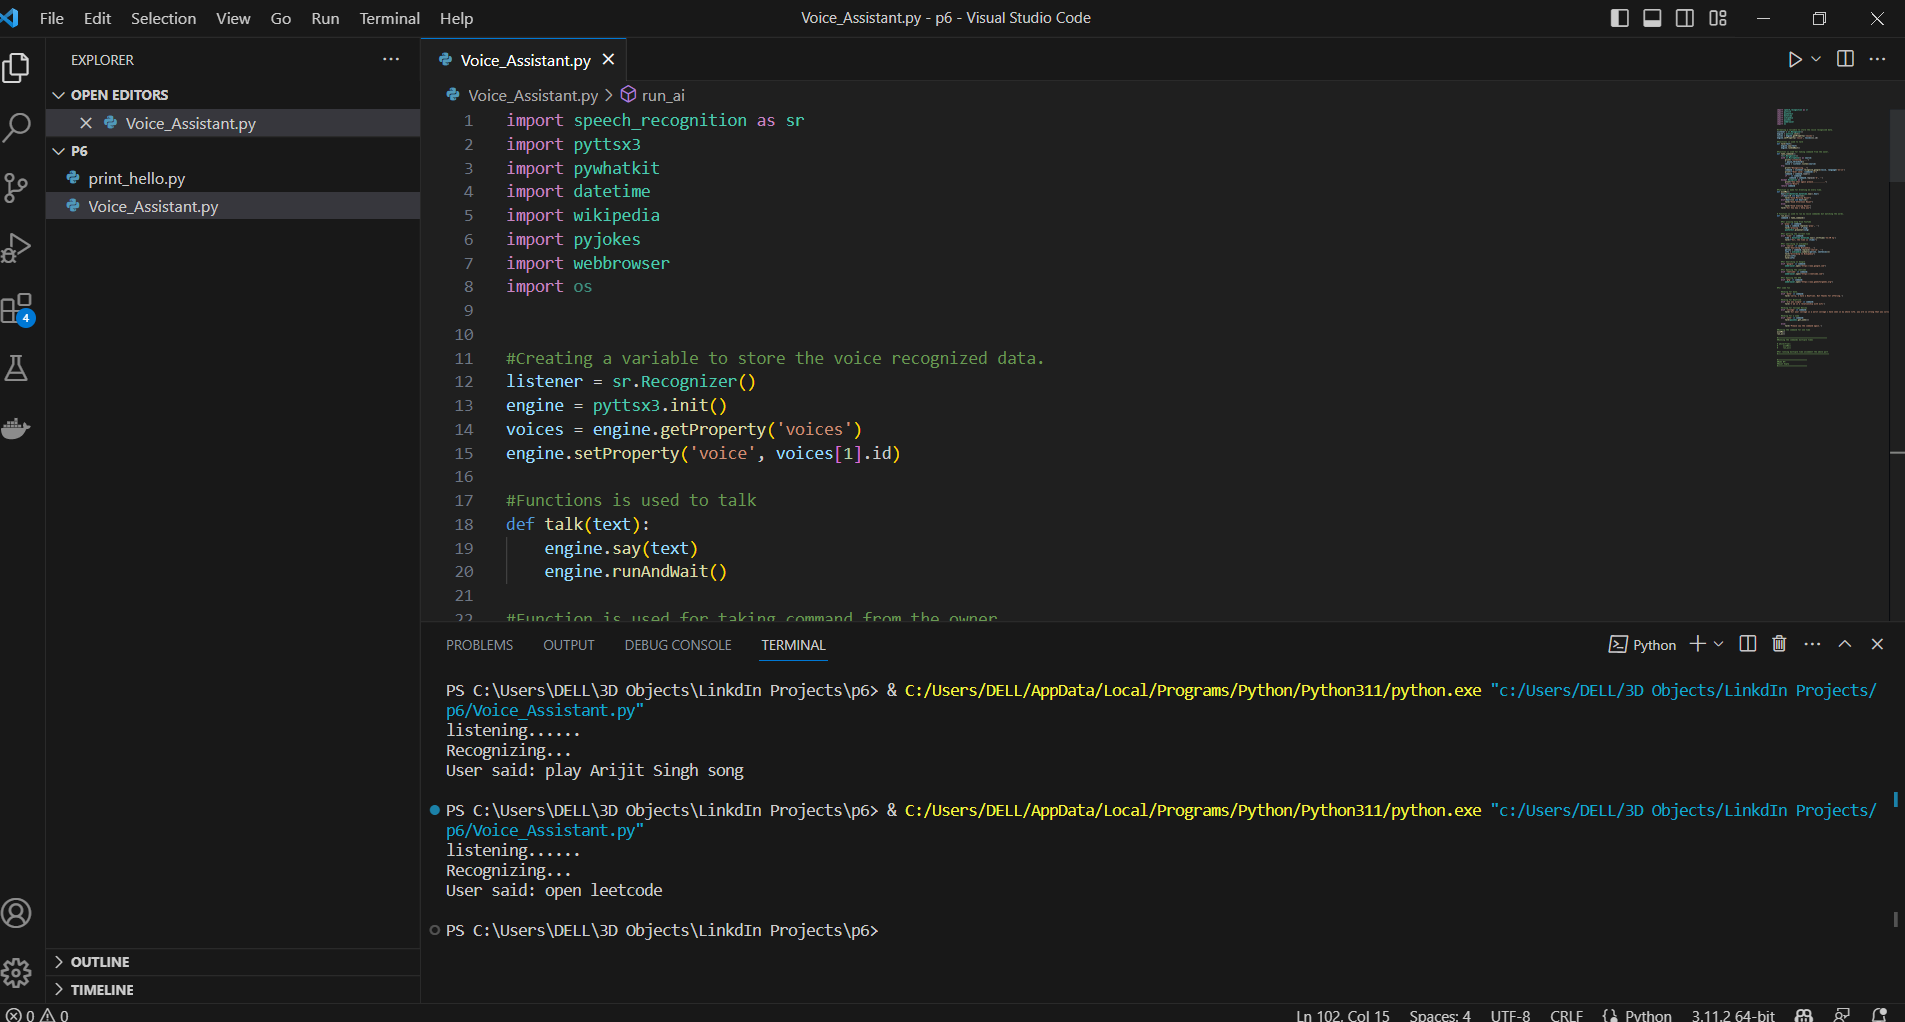 File Edit Selection View Go Run Terminal Help
Voice_Assistant.py - p6 - Visual Studio Code
EXPLORER
OPEN EDITORS
Voice_Assistant.py
P6
print_hello.py
Voice_Assistant.py
OUTLINE
TIMELINE
4
Voice_Assistant.py
Voice_Assistant.py > run_ai
1 import speech_recognition as sr
2 import pyttsx3
3 import pywhatkit
4 import datetime
5 import wikipedia
6 import pyjokes
7 import webbrowser
8 import os
9
10
11 #Creating a variable to store the voice recognized data.
12 listener = sr.Recognizer()
13 engine = pyttsx3.init()
14 voices = engine.getProperty('voices')
15 engine.setProperty('voice', voices[1].id)
16
17 #Functions is used to talk
18 def talk(text):
19 engine.say(text)
20 engine.runAndWait()
21
22 #Function is used for taking command from the owner
PROBLEMS OUTPUT DEBUG CONSOLE TERMINAL
Python
PS C:\Users\DELL\3D Objects\LinkdIn Projects\p6> & C:/Users/DELL/AppData/Local/Programs/Python/Python311/python.exe "c:/Users/DELL/3D Objects/LinkdIn Projects/
p6/Voice_Assistant.py"
listening......
Recognizing...
User said: play Arijit Singh song
PS C:\Users\DELL\3D Objects\LinkdIn Projects\p6> & C:/Users/DELL/AppData/Local/Programs/Python/Python311/python.exe "c:/Users/DELL/3D Objects/LinkdIn Projects/
p6/Voice_Assistant.py"
listening......
Recognizing...
User said: open leetcode
PS C:\Users\DELL\3D Objects\LinkdIn Projects\p6>
0 0 Ln 102, Col 15 Spaces: 4 UTF-8 CRLF {} Python 3.11.2 64-bit